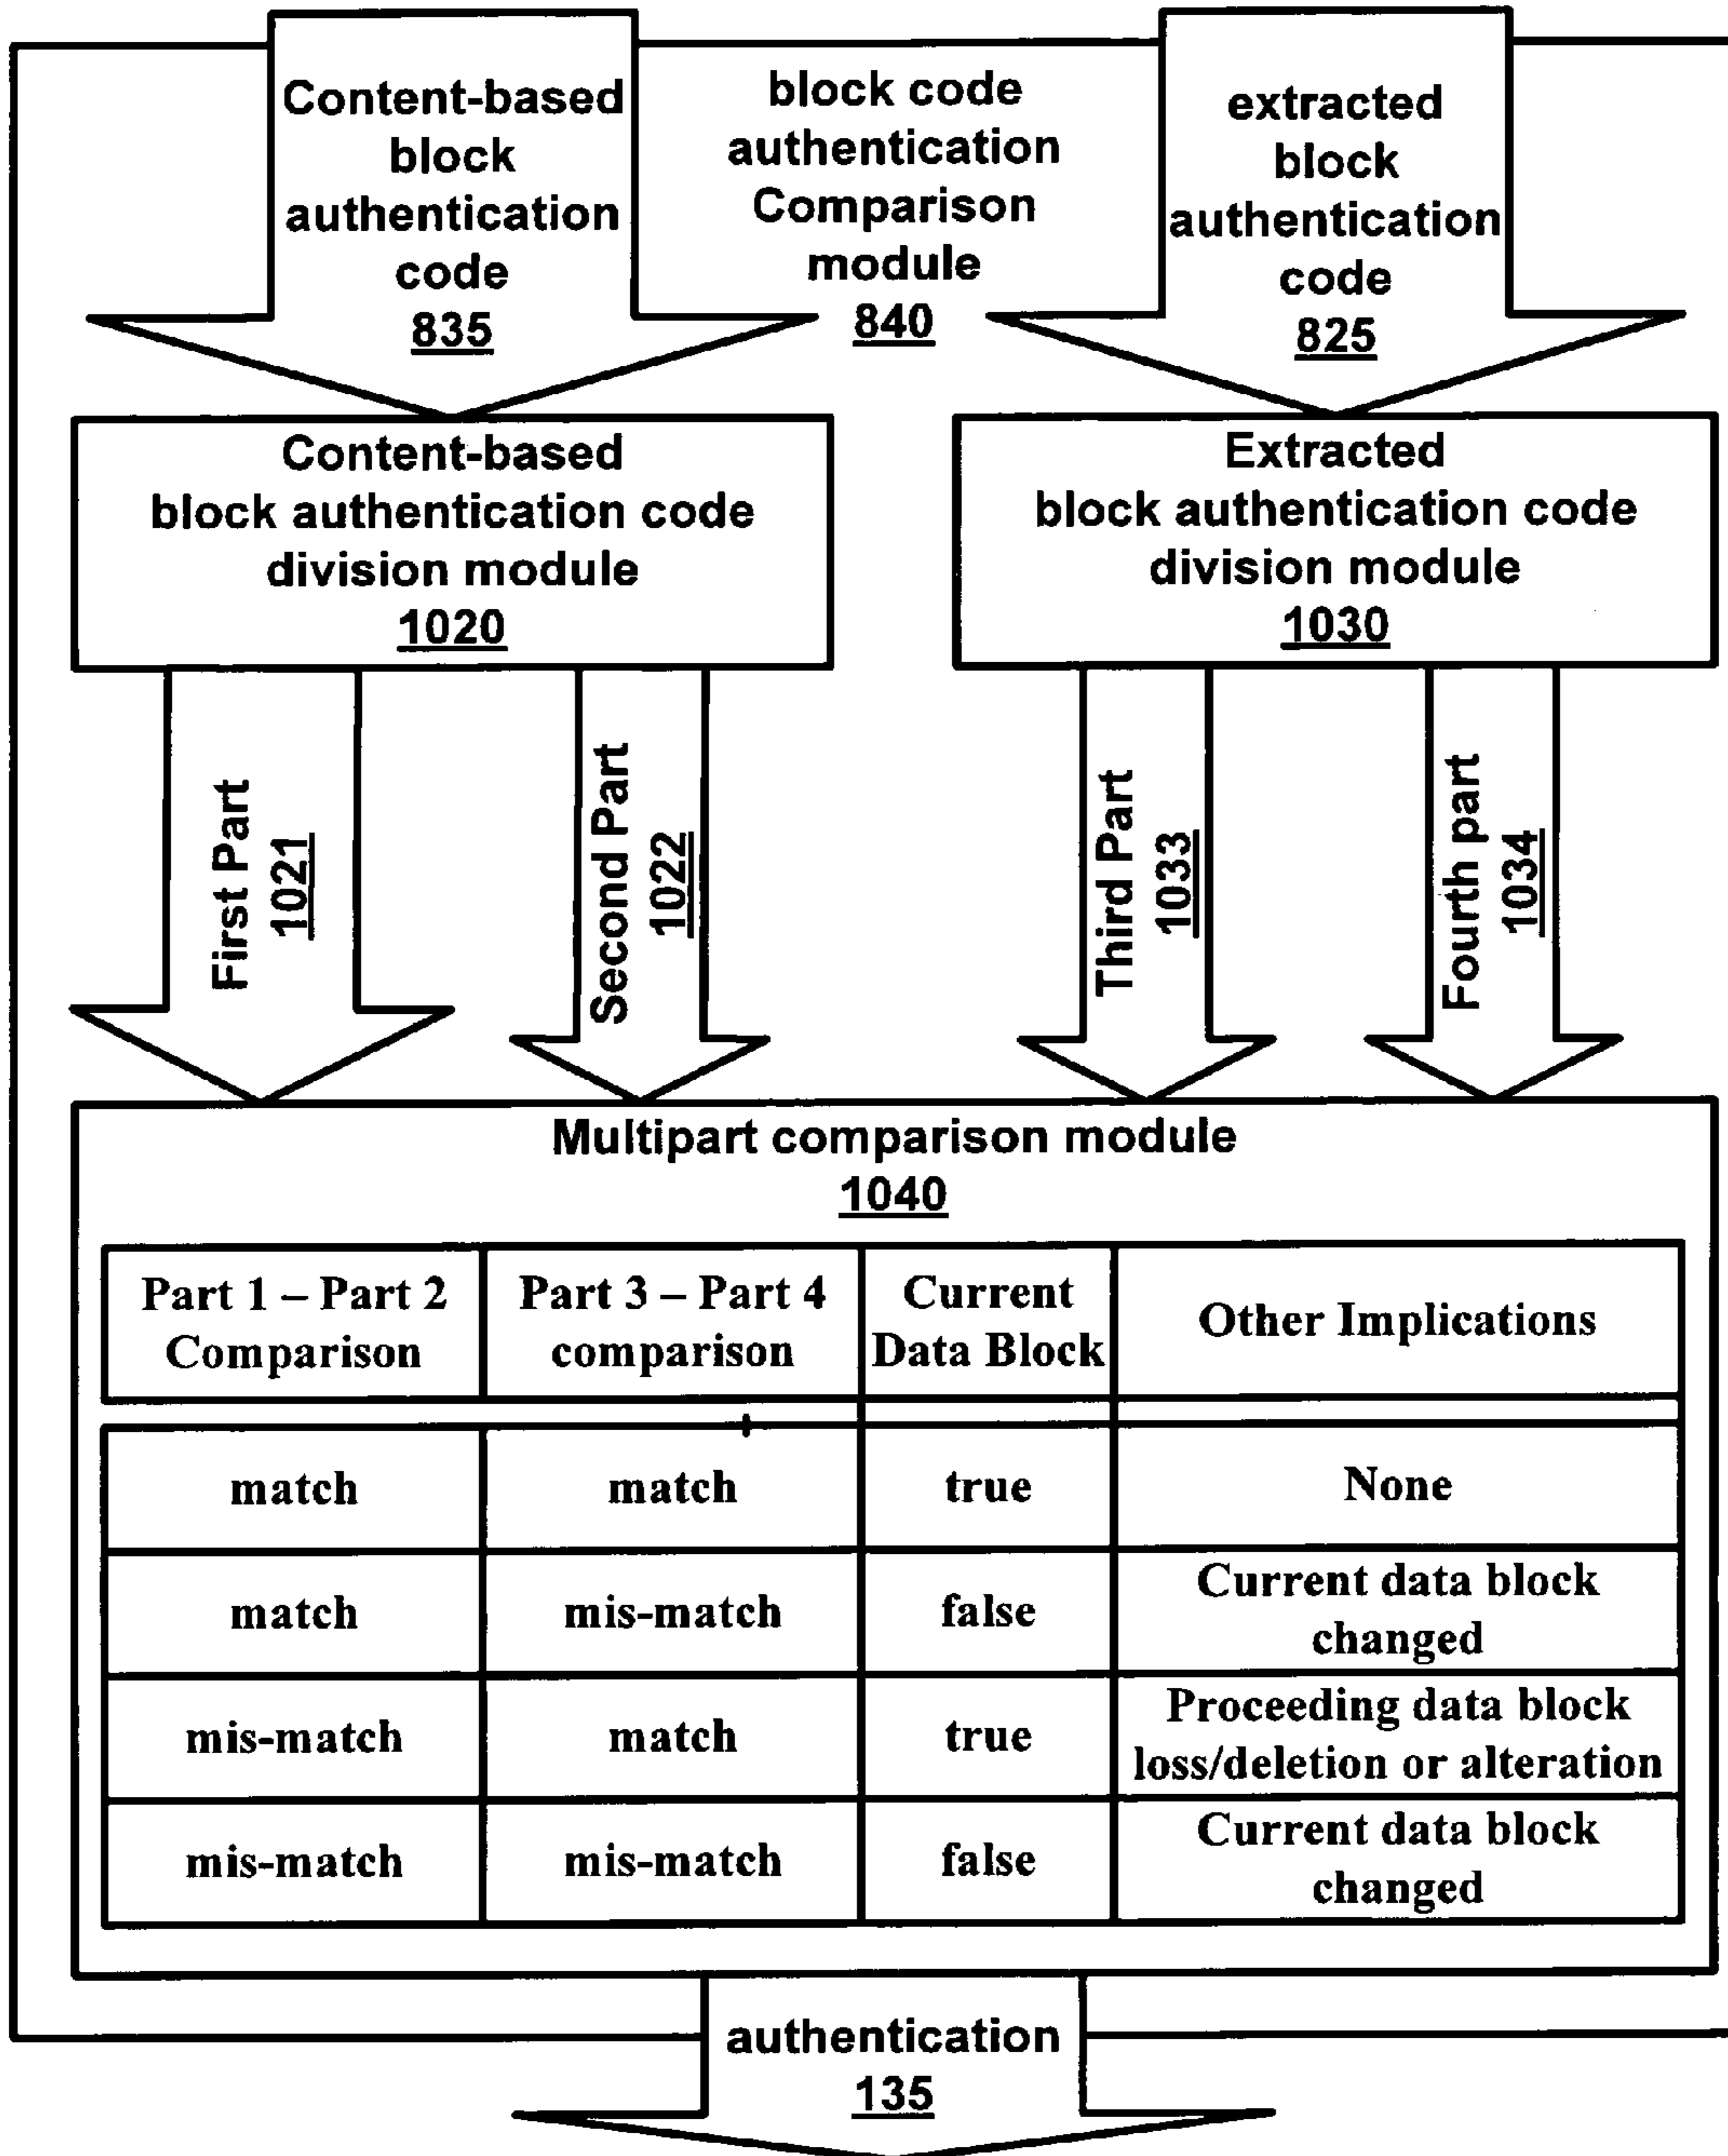 Content-based
block
authentication
code
835
block code
authentication
Comparison
module
840
extracted
block
authentication
code
825
Content-based
block authentication code
division module
1020
Extracted
block authentication code
division module
1030
First Part
1021
Second Part
1022
Third Part
1033
Fourth part
1034
Multipart comparison module
1040
Part 1 – Part 2
Comparison
Part 3 – Part 4
comparison
Current
Data Block
Other Implications
match
match
true
None
match
mis-match
false
Current data block
changed
mis-match
match
true
Proceeding data block
loss/deletion or alteration
mis-match
mis-match
false
Current data block
changed
authentication
135